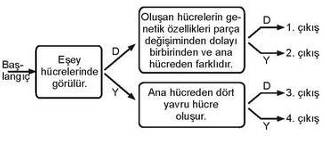 Baş-
langıç
Eşey
hücrelerinde
görülür.
D
Y
Oluşan hücrelerin ge-
netik özellikleri parça
değişiminden dolayı
birbirinden ve ana
hücreden farklıdır.
D
1. çıkış
Y
2. çıkış
Ana hücreden dört
yavru hücre
oluşur.
D
3. çıkış
Y
4. çıkış